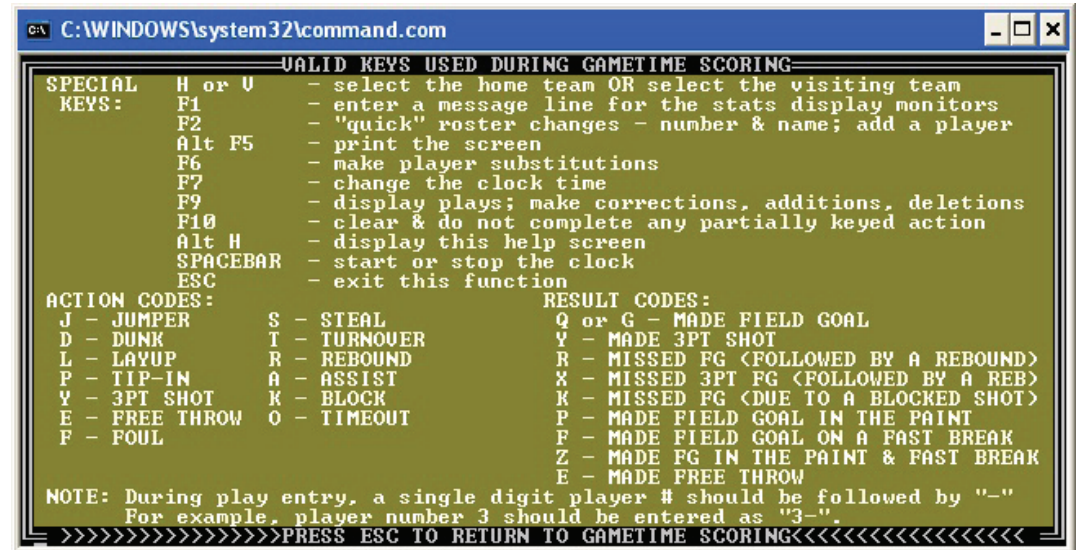 C:\WINDOWS\system32\command.com
VALID KEYS USED DURING GAMETIME SCORING
SPECIAL H or V - select the home team OR select the visiting team
KEYS: F1 - enter a message line for the stats display monitors
F2 - "quick" roster changes - number & name; add a player
Alt F5 - print the screen
F6 - make player substitutions
F7 - change the clock time
F9 - display plays; make corrections, additions, deletions
F10 - clear & do not complete any partially keyed action
Alt H - display this help screen
SPACEBAR - start or stop the clock
ESC - exit this function
ACTION CODES: RESULT CODES:
J - JUMPER S - STEAL Q or G - MADE FIELD GOAL
D - DUNK T - TURNOVER Y - MADE 3PT SHOT
L - LAYUP R - REBOUND R - MISSED FG (FOLLOWED BY A REBOUND)
P - TIP-IN A - ASSIST X - MISSED 3PT FG (FOLLOWED BY A REB)
Y - 3PT SHOT K - BLOCK K - MISSED FG (DUE TO A BLOCKED SHOT)
E - FREE THROW O - TIMEOUT P - MADE FIELD GOAL IN THE PAINT
F - FOUL F - MADE FIELD GOAL ON A FAST BREAK
Z - MADE FG IN THE PAINT & FAST BREAK
E - MADE FREE THROW
NOTE: During play entry, a single digit player # should be followed by "-"
For example, player number 3 should be entered as "3-".
>>>>>>>>>>>>>>>>>PRESS ESC TO RETURN TO GAMETIME SCORING<<<<<<<<<<<<<<<<<<